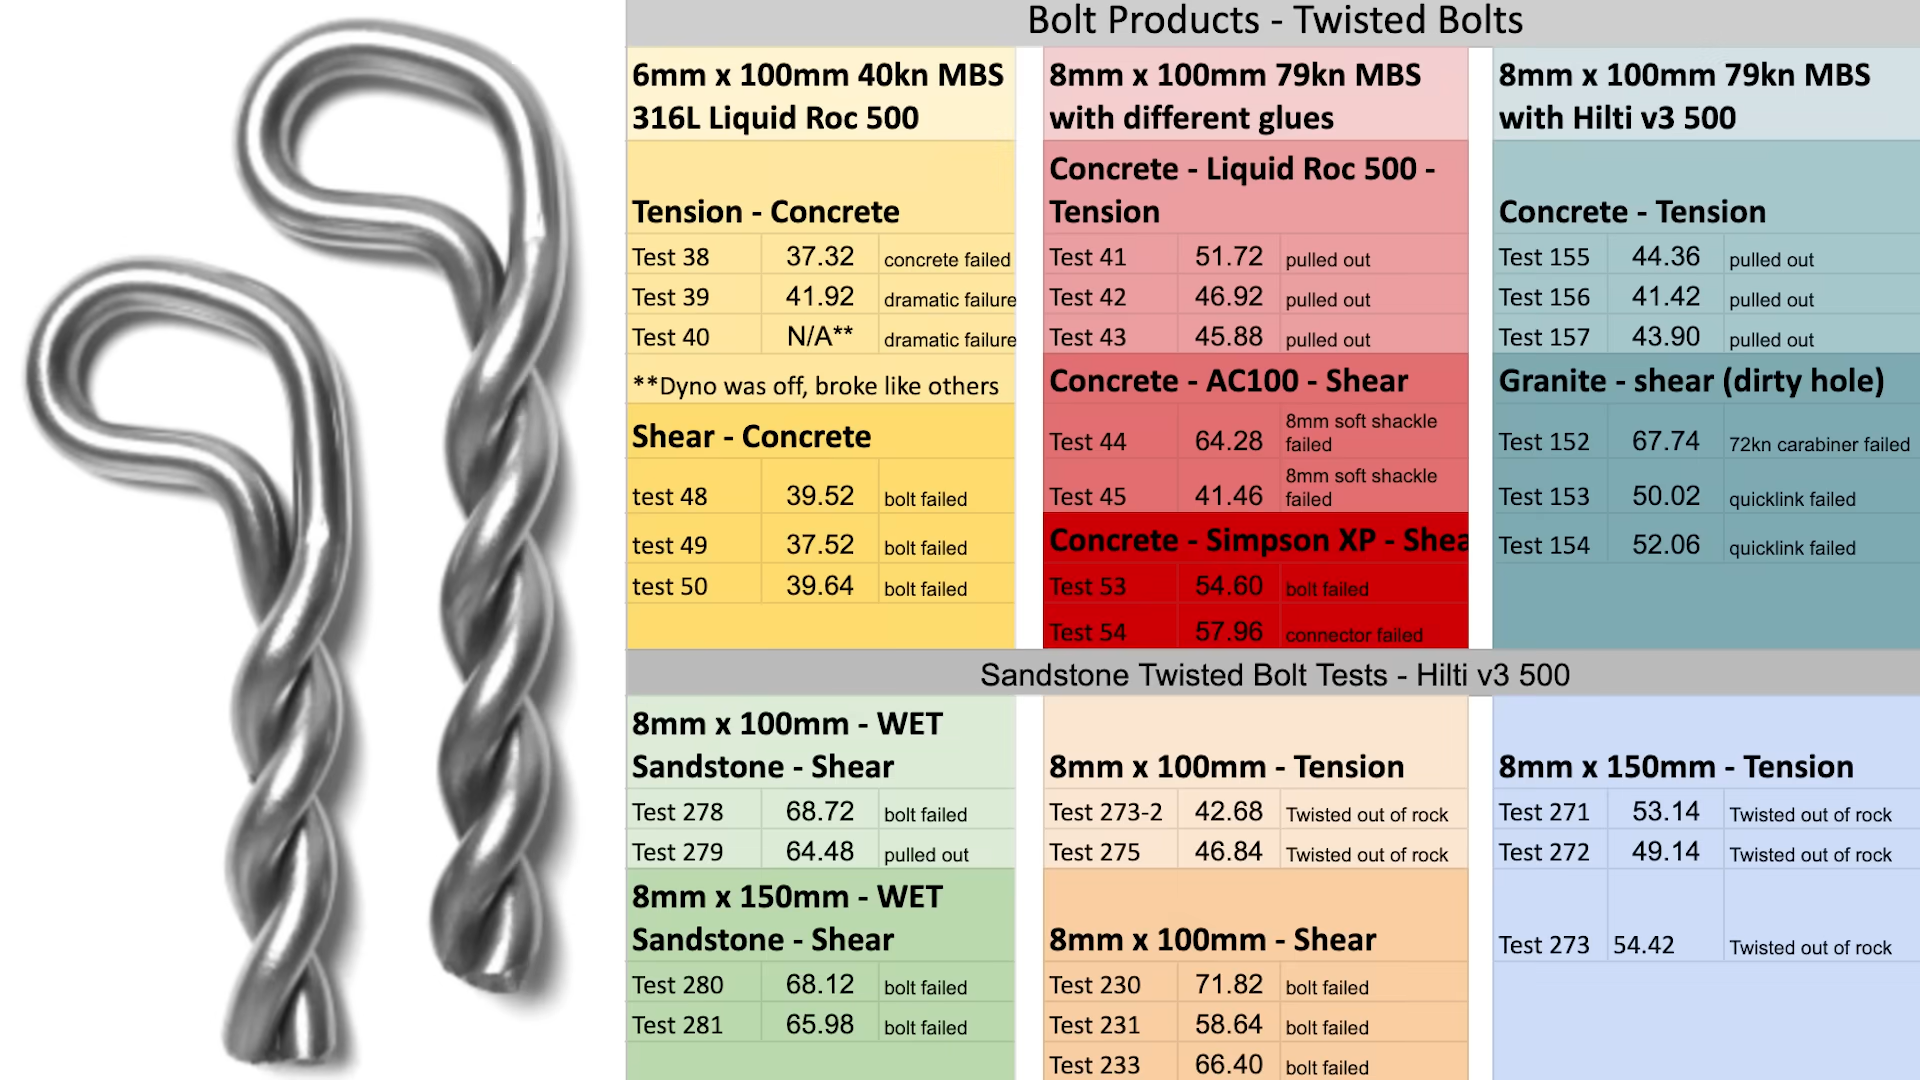 Bolt Products - Twisted Bolts
6mm x 100mm 40kn MBS
316L Liquid Roc 500
Tension - Concrete
Test 38 37.32 concrete failed
Test 39 41.92 dramatic failure
Test 40 N/A** dramatic failure
**Dyno was off, broke like others
Shear - Concrete
test 48 39.52 bolt failed
test 49 37.52 bolt failed
test 50 39.64 bolt failed
8mm x 100mm 79kn MBS
with different glues
Concrete - Liquid Roc 500 -
Tension
Test 41 51.72 pulled out
Test 42 46.92 pulled out
Test 43 45.88 pulled out
Concrete - AC100 - Shear
Test 44 64.28 8mm soft shackle
failed
Test 45 41.46 8mm soft shackle
failed
Concrete - Simpson XP - Shea
Test 53 54.60 bolt failed
Test 54 57.96 connector failed
8mm x 100mm 79kn MBS
with Hilti v3 500
Concrete - Tension
Test 155 44.36 pulled out
Test 156 41.42 pulled out
Test 157 43.90 pulled out
Granite - shear (dirty hole)
Test 152 67.74 72kn carabiner failed
Test 153 50.02 quicklink failed
Test 154 52.06 quicklink failed
Sandstone Twisted Bolt Tests - Hilti v3 500
8mm x 100mm - WET
Sandstone - Shear
Test 278 68.72 bolt failed
Test 279 64.48 pulled out
8mm x 150mm - WET
Sandstone - Shear
Test 280 68.12 bolt failed
Test 281 65.98 bolt failed
8mm x 100mm - Tension
Test 273-2 42.68 Twisted out of rock
Test 275 46.84 Twisted out of rock
8mm x 100mm - Shear
Test 230 71.82 bolt failed
Test 231 58.64 bolt failed
Test 233 66.40 bolt failed
8mm x 150mm - Tension
Test 271 53.14 Twisted out of rock
Test 272 49.14 Twisted out of rock
Test 273 54.42 Twisted out of rock